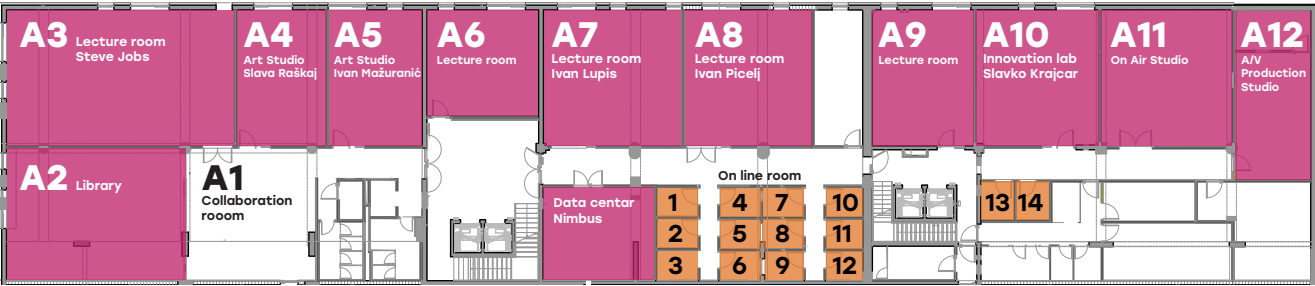 A3 Lecture room
Steve Jobs
A4
Art Studio
Slava Raškaj
A5
Art Studio
Ivan Mažuranić
A6
Lecture room
A7
Lecture room
Ivan Lupis
A8
Lecture room
Ivan Picelj
A9
Lecture room
A10
Innovation lab
Slavko Krajcar
A11
On Air Studio
A12
A/V
Production
Studio
A2 Library
A1
Collaboration
rooom
On line room
Data centar
Nimbus
1 4 7 10
2 5 8 11
3 6 9 12
13 14